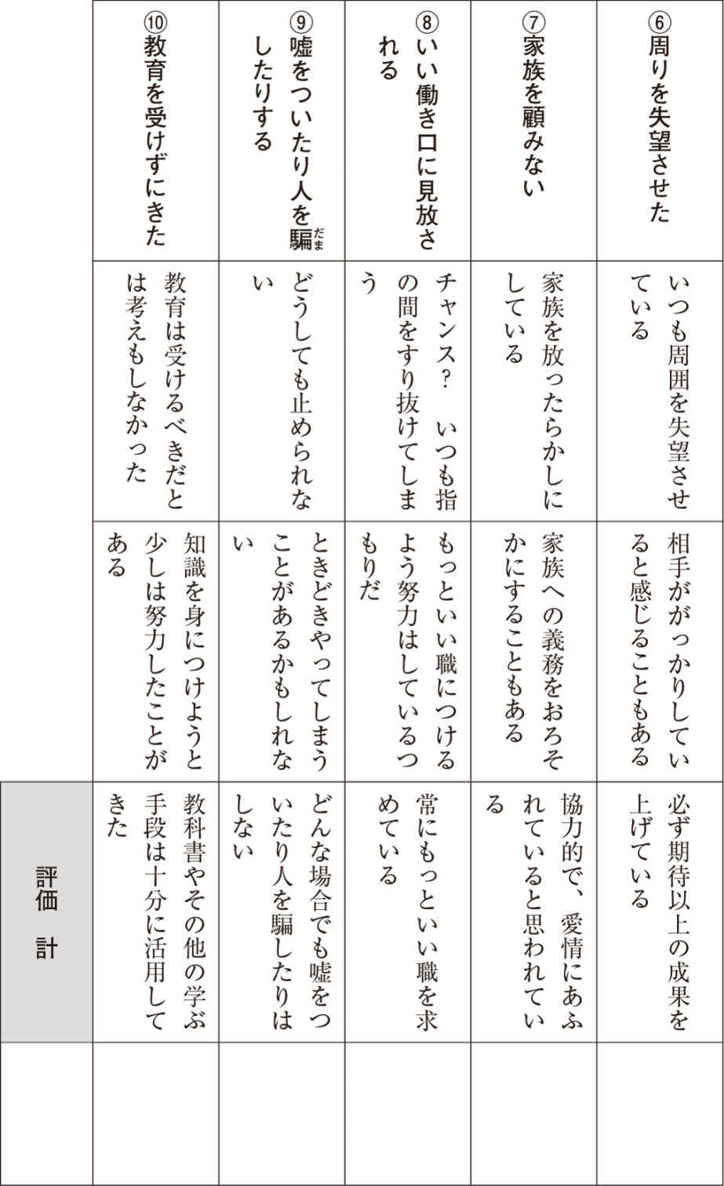 ⑥周りを失望させた
いつも周囲を失望させ
ている
相手ががっかりしてい
ると感じることもある
必ず期待以上の成果を
上げている
⑦家族を顧みない
家族を放ったらかしに
している
家族への義務をおろそ
かにすることもある
協力的で、愛情にあふ
れていると思われてい
る
⑧いい働き口に見放さ
れる
チャンス？　いつも指
の間をすり抜けてしま
う
もっといい職につける
よう努力はしているつ
もりだ
常にもっといい職を求
めている
⑨嘘をついたり人を騙だま
したりする
どうしても止められな
い
ときどきやってしまう
ことがあるかもしれな
い
どんな場合でも嘘をつ
いたり人を騙したりは
しない
⑩教育を受けずにきた
教育は受けるべきだと
は考えもしなかった
知識を身につけようと
少しは努力したことが
ある
教科書やその他の学ぶ
手段は十分に活用して
きた
評価　計